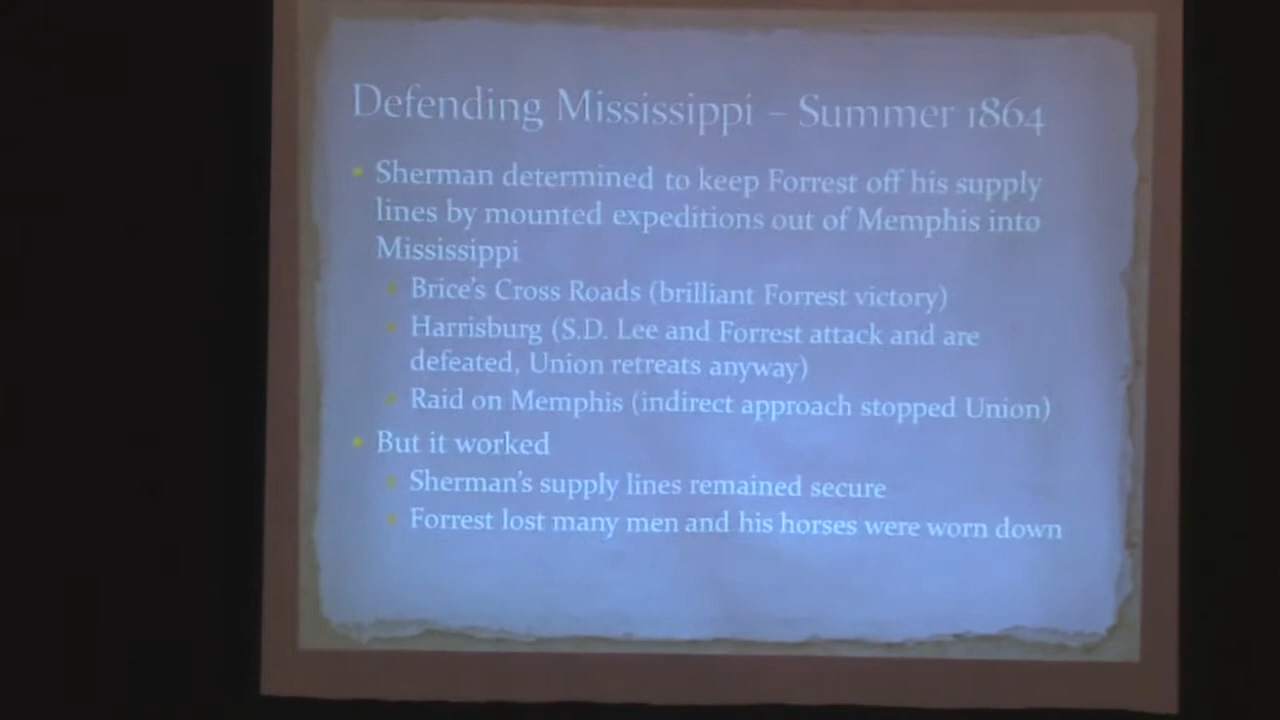 Defending Mississippi – Summer 1864
Sherman determined to keep Forrest off his supply
lines by mounted expeditions out of Memphis into
Mississippi
Brice's Cross Roads (brilliant Forrest victory)
Harrisburg (S.D. Lee and Forrest attack and are
defeated, Union retreats anyway)
Raid on Memphis (indirect approach stopped Union)
But it worked
Sherman's supply lines remained secure
Forrest lost many men and his horses were worn down